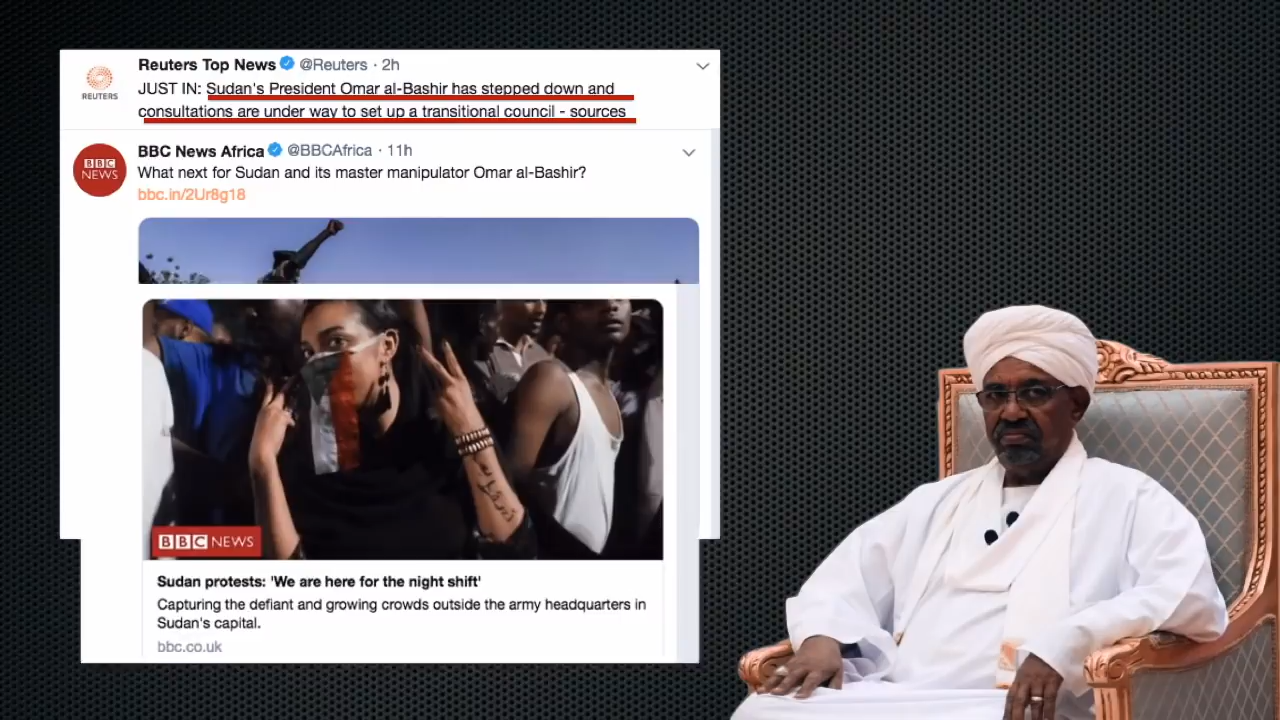 Reuters Top News @Reuters · 2h
JUST IN: Sudan's President Omar al-Bashir has stepped down and
consultations are under way to set up a transitional council - sources
REUTERS
BBC News Africa @BBCAfrica · 11h
What next for Sudan and its master manipulator Omar al-Bashir?
bbc.in/2Ur8g18
BBC
NEWS
BBC NEWS
Sudan protests: 'We are here for the night shift'
Capturing the defiant and growing crowds outside the army headquarters in
Sudan's capital.
bbc.co.uk